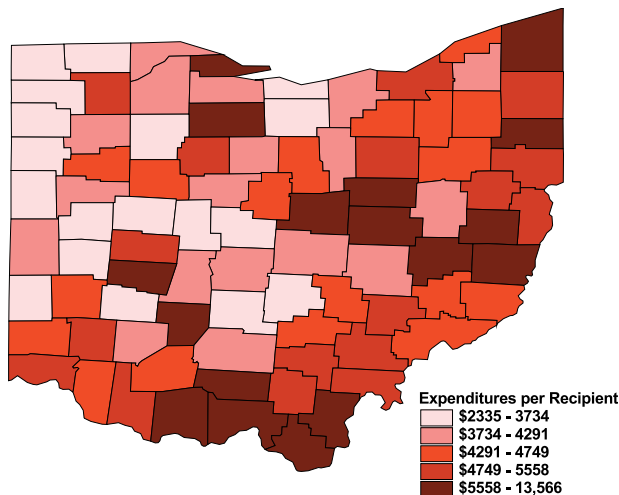 Expenditures per Recipient
$2335 - 3734
$3734 - 4291
$4291 - 4749
$4749 - 5558
$5558 - 13,566